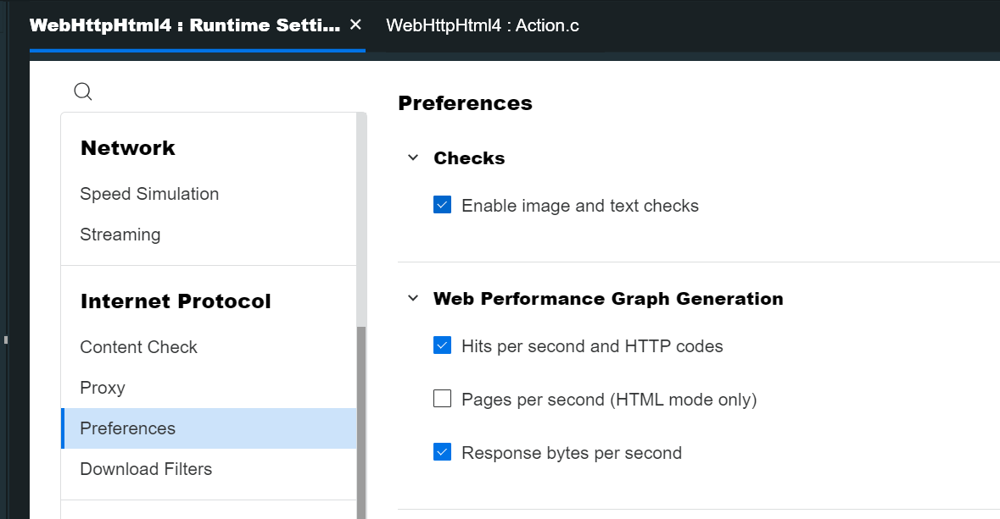 WebHttpHtml4 : Runtime Setti...
WebHttpHtml4 : Action.c
Network
Speed Simulation
Streaming
Internet Protocol
Content Check
Proxy
Preferences
Download Filters
Preferences
Checks
Enable image and text checks
Web Performance Graph Generation
Hits per second and HTTP codes
Pages per second (HTML mode only)
Response bytes per second